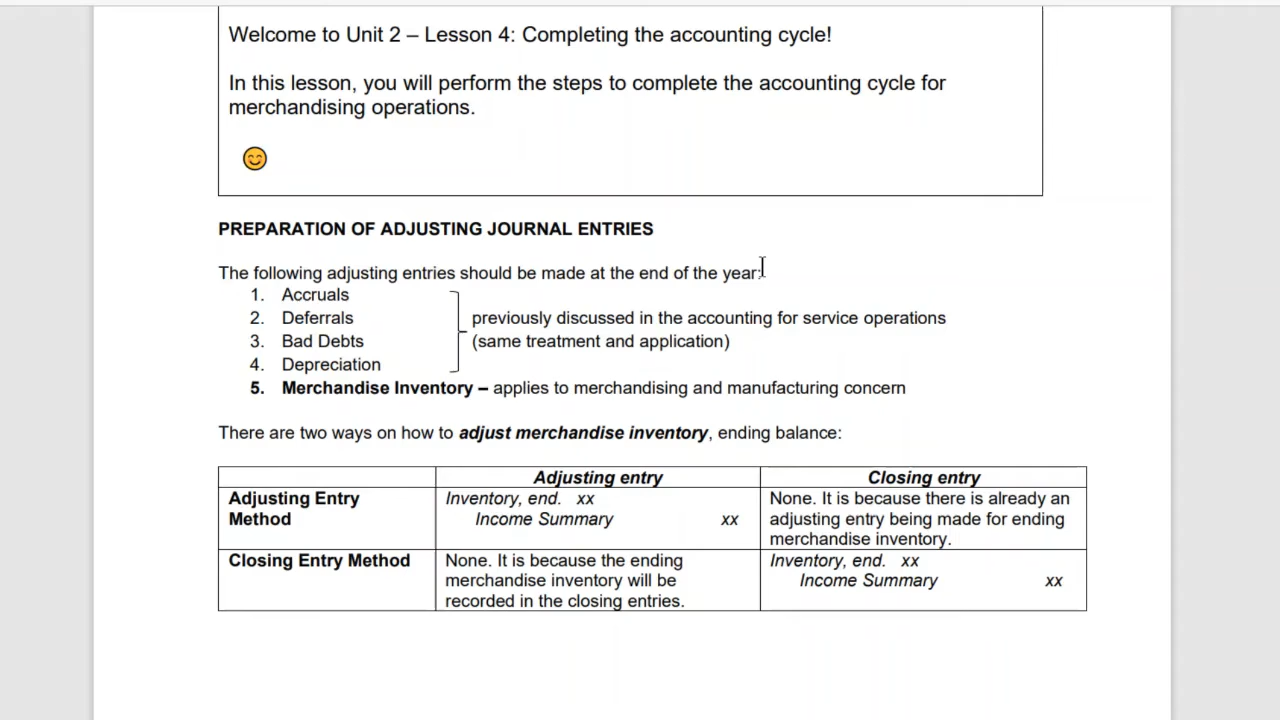 Welcome to Unit 2 – Lesson 4: Completing the accounting cycle!
In this lesson, you will perform the steps to complete the accounting cycle for
merchandising operations.
PREPARATION OF ADJUSTING JOURNAL ENTRIES
The following adjusting entries should be made at the end of the year:
1. Accruals
2. Deferrals
3. Bad Debts
4. Depreciation
previously discussed in the accounting for service operations
(same treatment and application)
5. Merchandise Inventory – applies to merchandising and manufacturing concern
There are two ways on how to adjust merchandise inventory, ending balance:
Adjusting entry
Closing entry
Adjusting Entry
Method
Inventory, end. xx
Income Summary xx
None. It is because there is already an
adjusting entry being made for ending
merchandise inventory.
Closing Entry Method
None. It is because the ending
merchandise inventory will be
recorded in the closing entries.
Inventory, end. xx
Income Summary xx